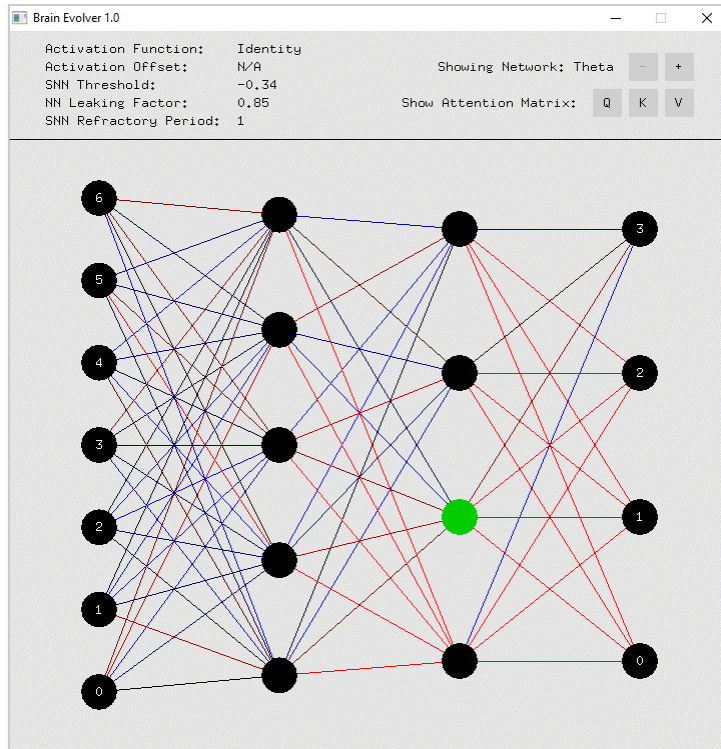 Brain Evolver 1.0
Activation Function: Identity
Activation Offset: N/A
SNN Threshold: -0.34
NN Leaking Factor: 0.85
SNN Refractory Period: 1
Showing Network: Theta - +
Show Attention Matrix: Q K V
6
5
4
3
2
1
0
3
2
1
0